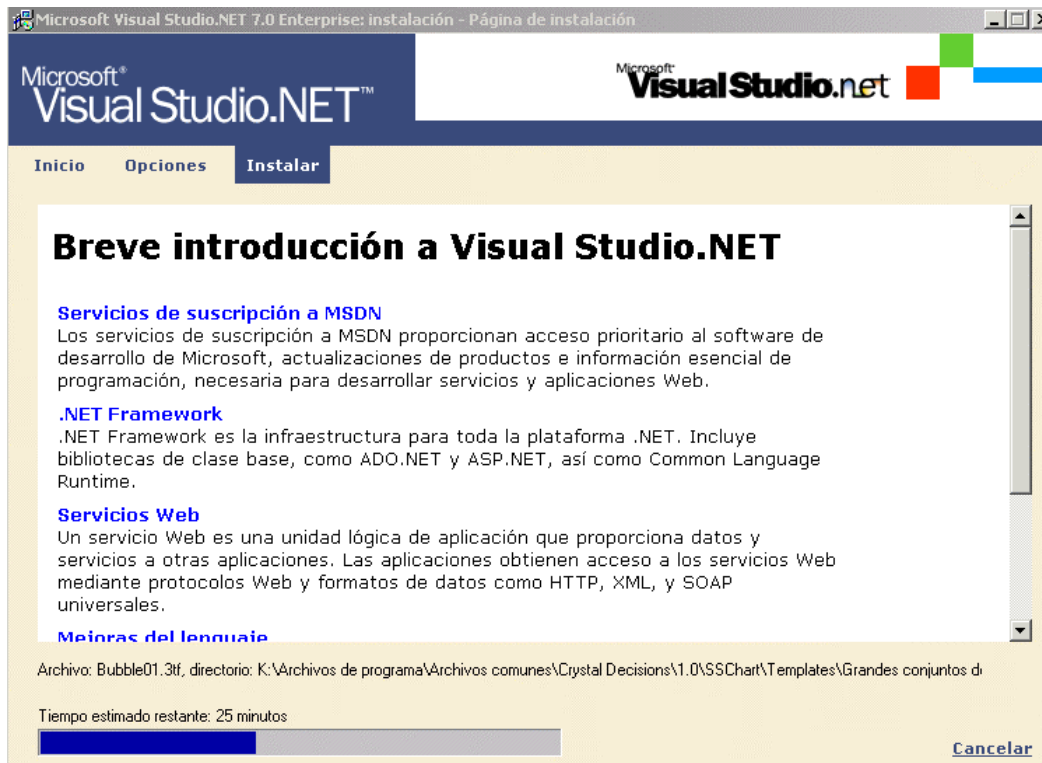 Microsoft Visual Studio.NET 7.0 Enterprise: instalación - Página de instalación
Microsoft®
Visual Studio.NET™
Microsoft
Visual Studio.net
Inicio Opciones Instalar
Breve introducción a Visual Studio.NET
Servicios de suscripción a MSDN
Los servicios de suscripción a MSDN proporcionan acceso prioritario al software de
desarrollo de Microsoft, actualizaciones de productos e información esencial de
programación, necesaria para desarrollar servicios y aplicaciones Web.
.NET Framework
.NET Framework es la infraestructura para toda la plataforma .NET. Incluye
bibliotecas de clase base, como ADO.NET y ASP.NET, así como Common Language
Runtime.
Servicios Web
Un servicio Web es una unidad lógica de aplicación que proporciona datos y
servicios a otras aplicaciones. Las aplicaciones obtienen acceso a los servicios Web
mediante protocolos Web y formatos de datos como HTTP, XML, y SOAP
universales.
Mejoras del lenguaje
Archivo: Bubble01.3tf, directorio: K:\Archivos de programa\Archivos comunes\Crystal Decisions\1.0\SSChart\Templates\Grandes conjuntos d
Tiempo estimado restante: 25 minutos
Cancelar